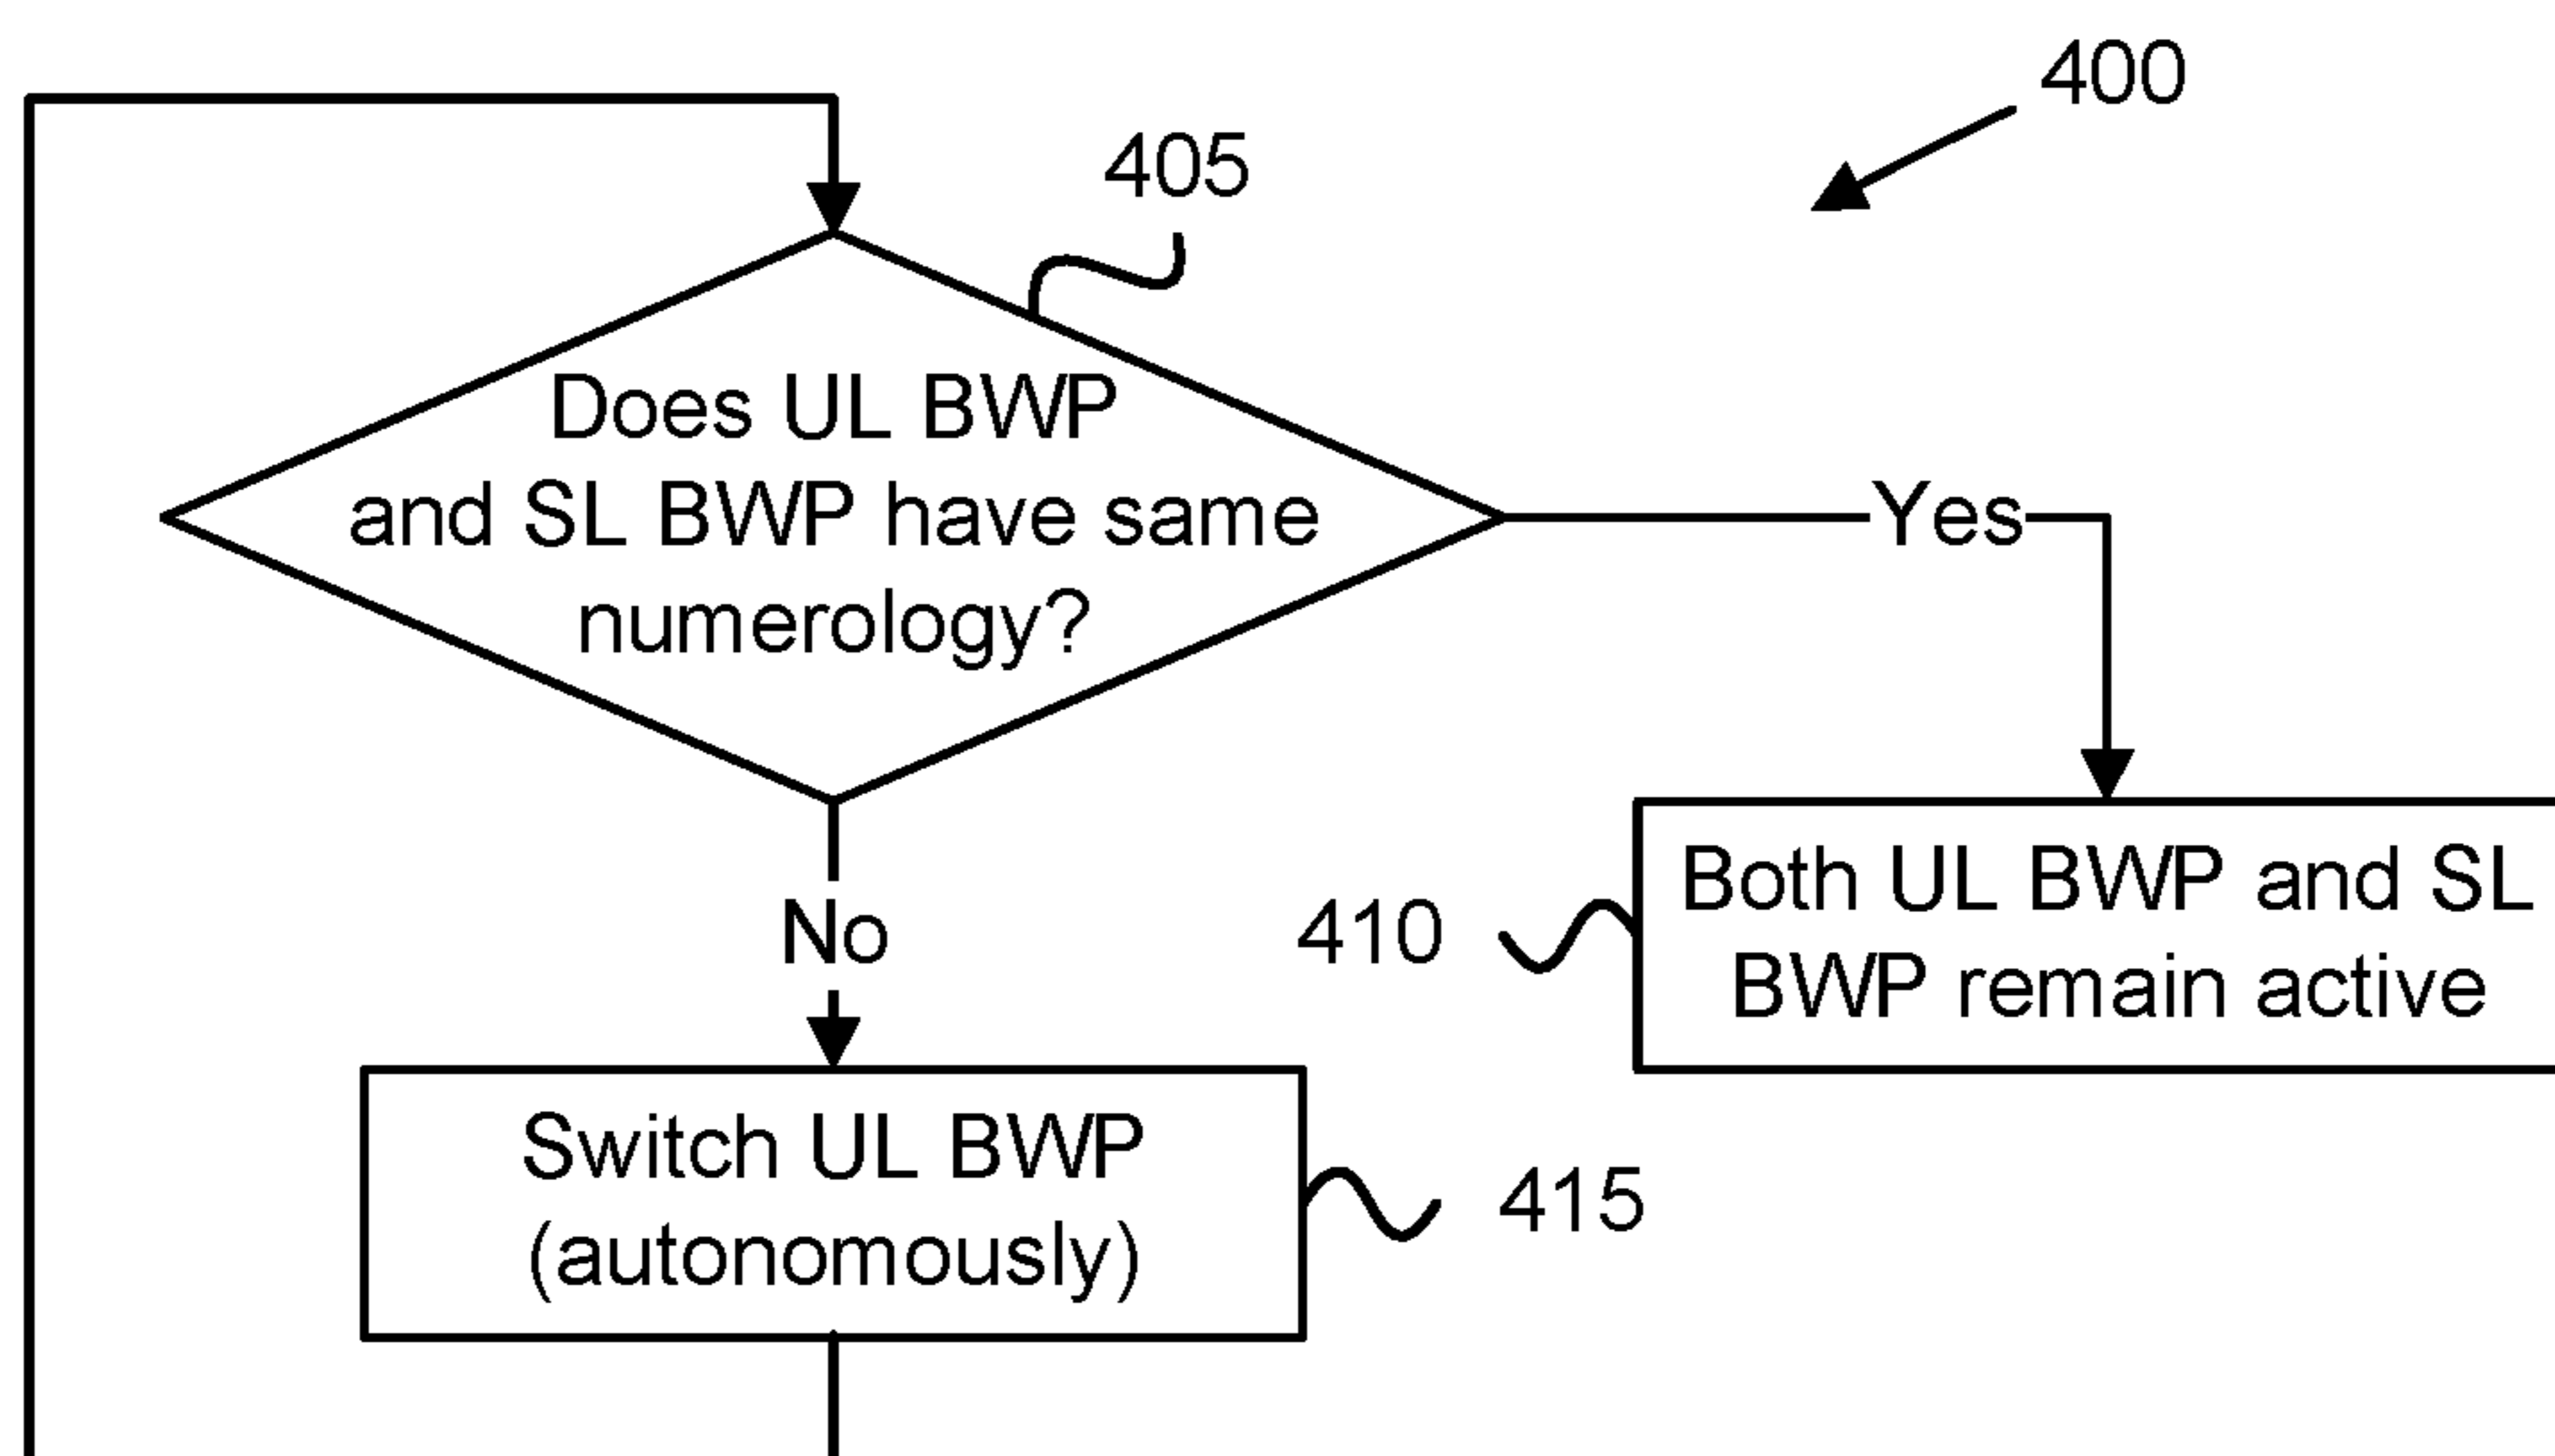 400
405
Does UL BWP
and SL BWP have same
numerology?
Yes
No
410
Both UL BWP and SL
BWP remain active
Switch UL BWP
(autonomously)
415